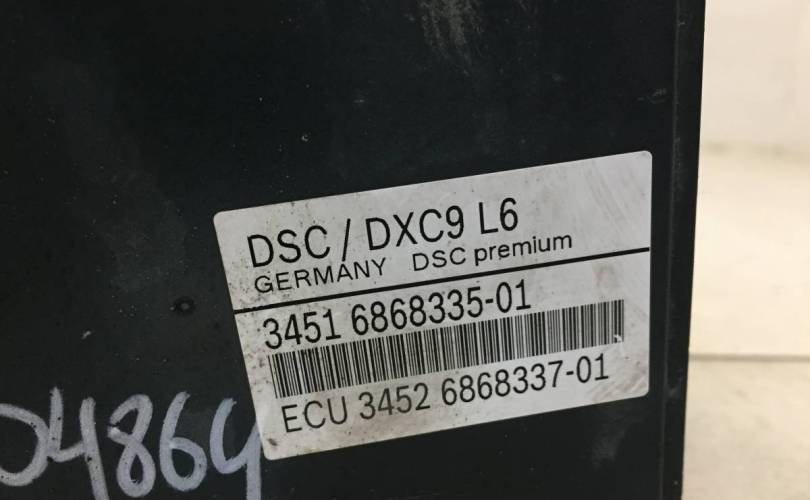 DSC / DXC9 L6
GERMANY DSC premium
3451 6868335-01
ECU 3452 6868337-01
04864